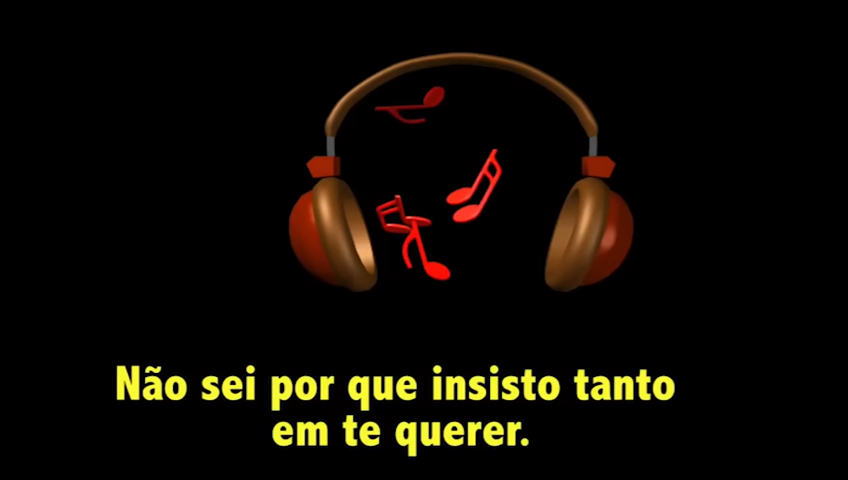 Não sei por que insisto tanto
em te querer.